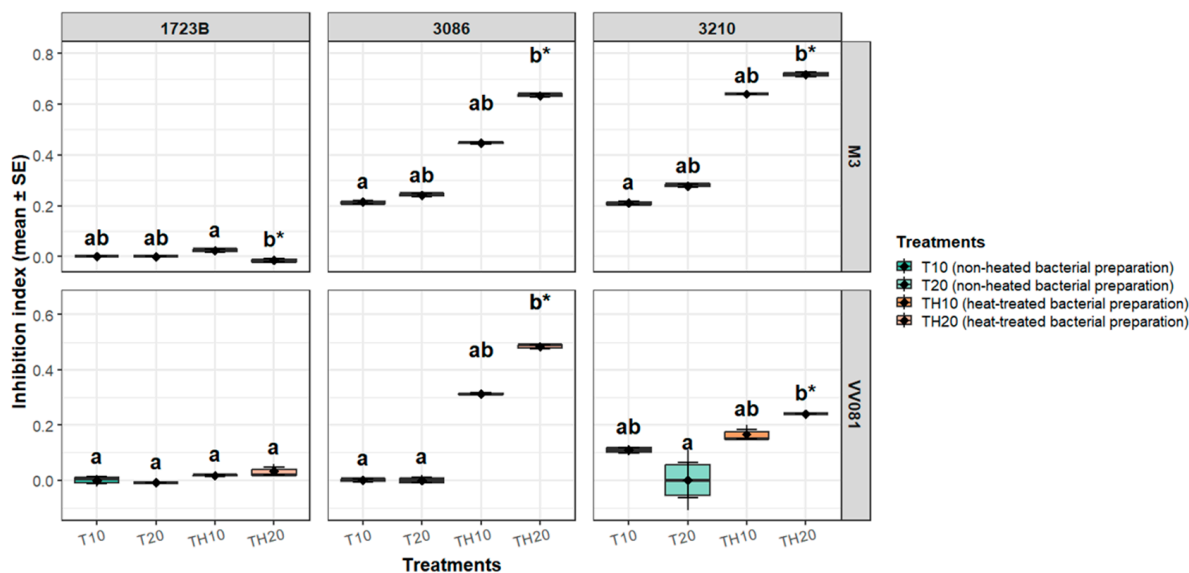 1723B
3086
3210
Inhibition index (mean ± SE)
0.8
0.6
0.4
0.2
0.0
ab
ab
a
b*
a
ab
ab
b*
a
ab
ab
b*
M3
0.6
0.4
0.2
0.0
a
a
a
a
a
a
ab
b*
ab
a
ab
b*
VV081
T10
T20
TH10
TH20
T10
T20
TH10
TH20
T10
T20
TH10
TH20
Treatments
Treatments
T10 (non-heated bacterial preparation)
T20 (non-heated bacterial preparation)
TH10 (heat-treated bacterial preparation)
TH20 (heat-treated bacterial preparation)